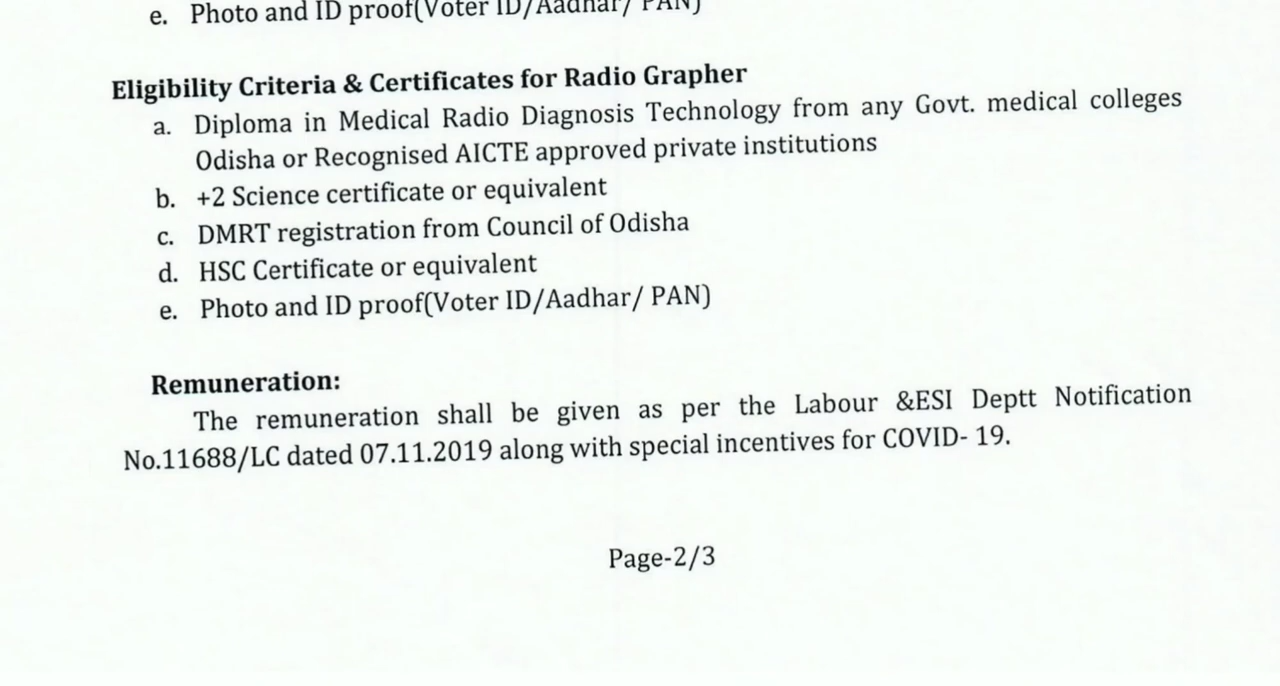 e. Photo and ID proof(Voter ID/Aadhar/ PAN)
Eligibility Criteria & Certificates for Radio Grapher
a. Diploma in Medical Radio Diagnosis Technology from any Govt. medical colleges
Odisha or Recognised AICTE approved private institutions
b. +2 Science certificate or equivalent
c. DMRT registration from Council of Odisha
d. HSC Certificate or equivalent
e. Photo and ID proof(Voter ID/Aadhar/ PAN)
Remuneration:
The remuneration shall be given as per the Labour &ESI Deptt Notification
No.11688/LC dated 07.11.2019 along with special incentives for COVID- 19.
Page-2/3